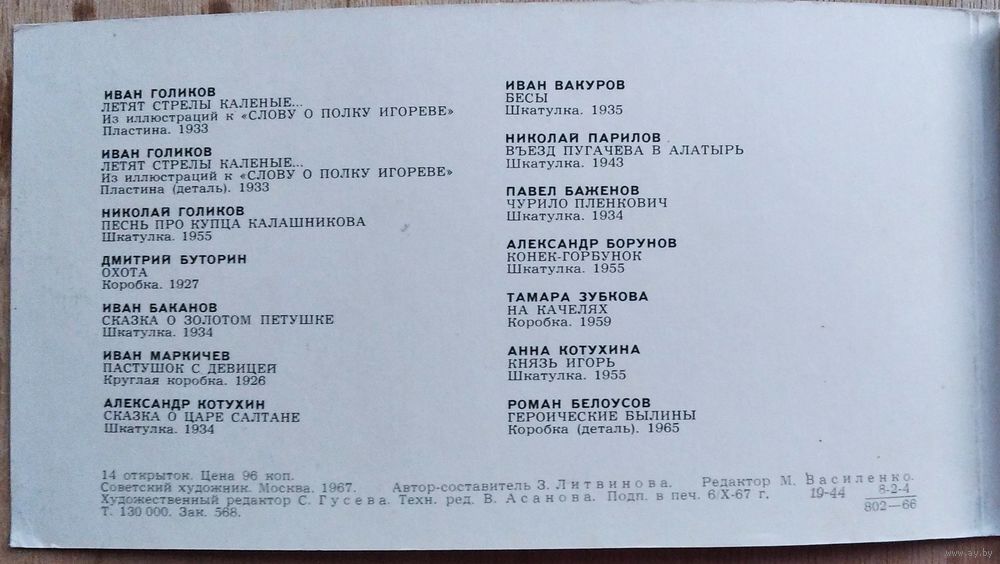 ИВАН ГОЛИКОВ
ЛЕТЯТ СТРЕЛЫ КАЛЕНЫЕ...
Из иллюстраций к «СЛОВУ О ПОЛКУ ИГОРЕВЕ»
Пластина. 1933
ИВАН ГОЛИКОВ
ЛЕТЯТ СТРЕЛЫ КАЛЕНЫЕ...
Из иллюстраций к «СЛОВУ О ПОЛКУ ИГОРЕВЕ»
Пластина (деталь). 1933
НИКОЛАЙ ГОЛИКОВ
ПЕСНЬ ПРО КУПЦА КАЛАШНИКОВА
Шкатулка. 1955
ДМИТРИЙ БУТОРИН
ОХОТА
Коробка. 1927
ИВАН БАКАНОВ
СКАЗКА О ЗОЛОТОМ ПЕТУШКЕ
Шкатулка. 1934
ИВАН МАРКИЧЕВ
ПАСТУШОК С ДЕВИЦЕЙ
Круглая коробка. 1926
АЛЕКСАНДР КОТУХИН
СКАЗКА О ЦАРЕ САЛТАНЕ
Шкатулка. 1934
ИВАН ВАКУРОВ
БЕСЫ
Шкатулка. 1935
НИКОЛАЙ ПАРИЛОВ
ВЪЕЗД ПУГАЧЕВА В АЛАТЫРЬ
Шкатулка. 1943
ПАВЕЛ БАЖЕНОВ
ЧУРИЛО ПЛЕНКОВИЧ
Шкатулка. 1934
АЛЕКСАНДР БОРУНОВ
КОНЕК-ГОРБУНОК
Шкатулка. 1955
ТАМАРА ЗУБКОВА
НА КАЧЕЛЯХ
Коробка. 1959
АННА КОТУХИНА
КНЯЗЬ ИГОРЬ
Шкатулка. 1955
РОМАН БЕЛОУСОВ
ГЕРОИЧЕСКИЕ БЫЛИНЫ
Коробка (деталь). 1965
14 открыток. Цена 96 коп.
Советский художник. Москва. 1967. Автор-составитель З. Литвинова. Редактор М. Василенко.
Художественный редактор С. Гусева. Техн. ред. В. Асанова. Подп. в печ. 6/X-67 г. 19-44 8-2-4
Т. 130 000. Зак. 568. 802—66
www.ay.by